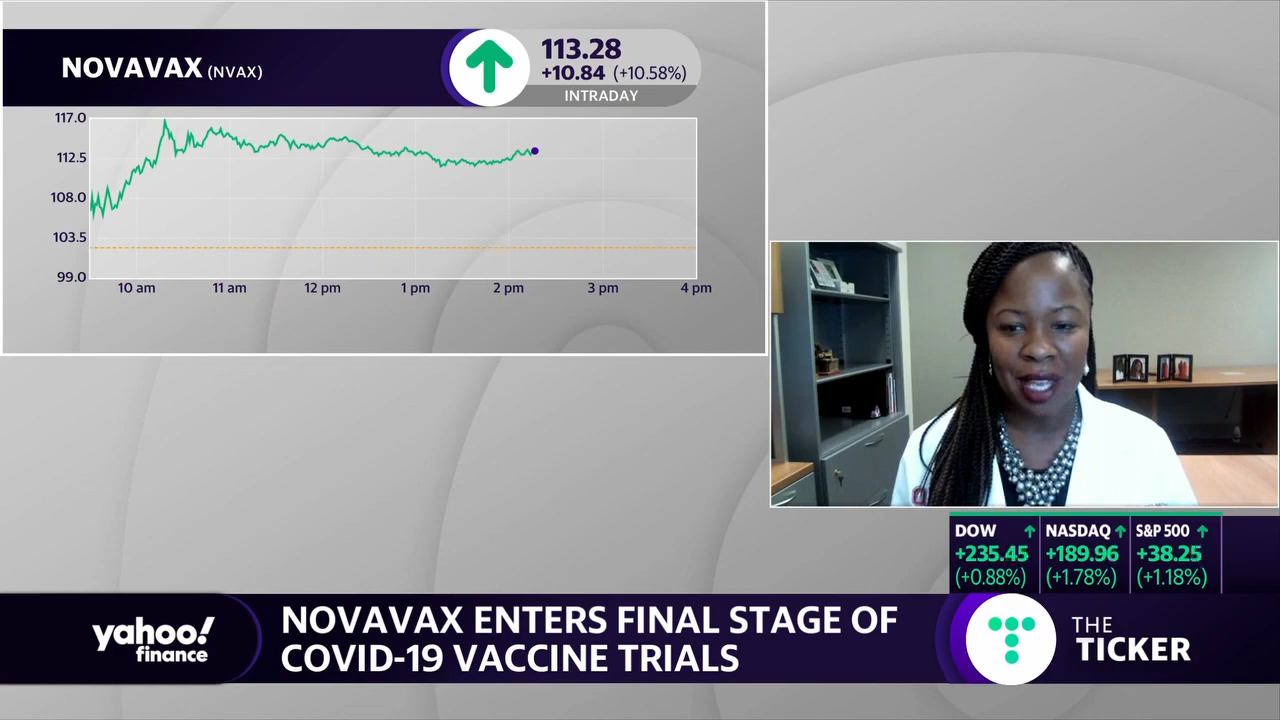 NOVAVAX (NVAX)
113.28
+10.84 (+10.58%)
INTRADAY
117.0
112.5
108.0
103.5
99.0
10 am 11 am 12 pm 1 pm 2 pm 3 pm 4 pm
DOW
+235.45
(+0.88%)
NASDAQ
+189.96
(+1.78%)
S&P 500
+38.25
(+1.18%)
yahoo!
finance
NOVAVAX ENTERS FINAL STAGE OF
COVID-19 VACCINE TRIALS
THE
TICKER